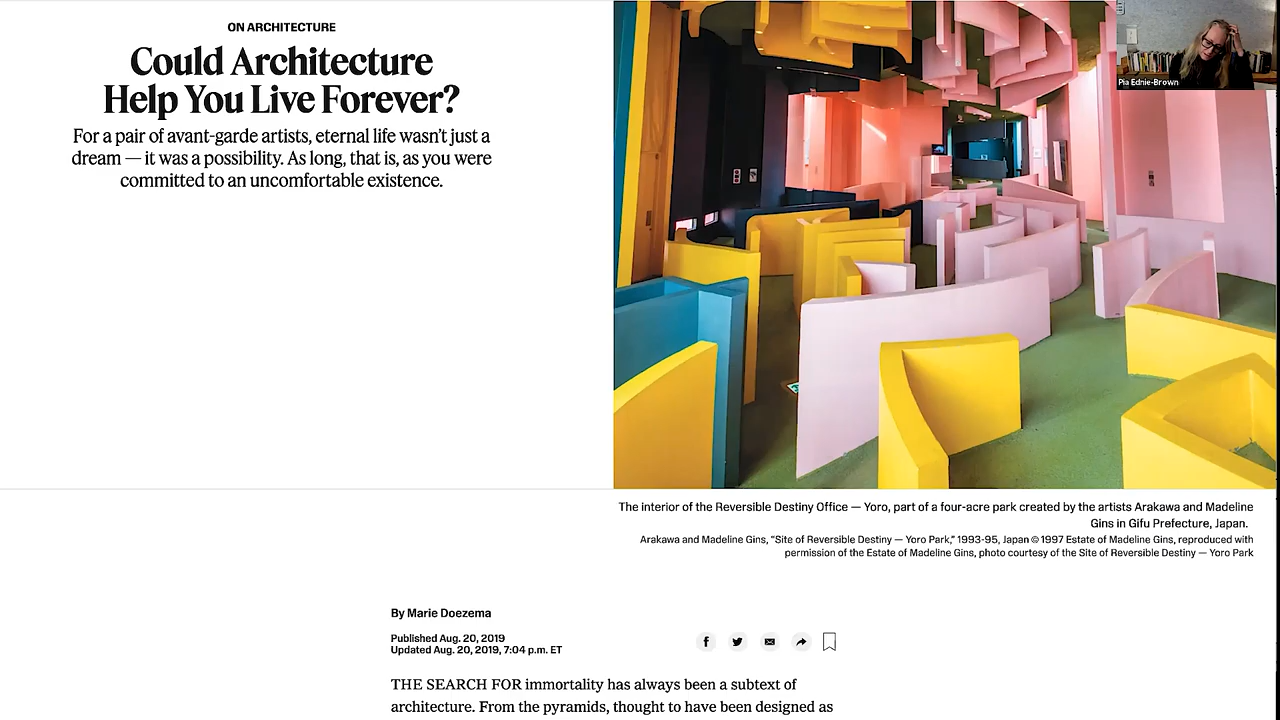 ON ARCHITECTURE
Could Architecture
Help You Live Forever?
For a pair of avant-garde artists, eternal life wasn't just a
dream — it was a possibility. As long, that is, as you were
committed to an uncomfortable existence.
Pia Ednie-Brown
The interior of the Reversible Destiny Office — Yoro, part of a four-acre park created by the artists Arakawa and Madeline
Gins in Gifu Prefecture, Japan.
Arakawa and Madeline Gins, “Site of Reversible Destiny — Yoro Park,” 1993-95, Japan © 1997 Estate of Madeline Gins, reproduced with
permission of the Estate of Madeline Gins, photo courtesy of the Site of Reversible Destiny — Yoro Park
By Marie Doezema
Published Aug. 20, 2019
Updated Aug. 20, 2019, 7:04 p.m. ET
THE SEARCH FOR immortality has always been a subtext of
architecture. From the pyramids, thought to have been designed as